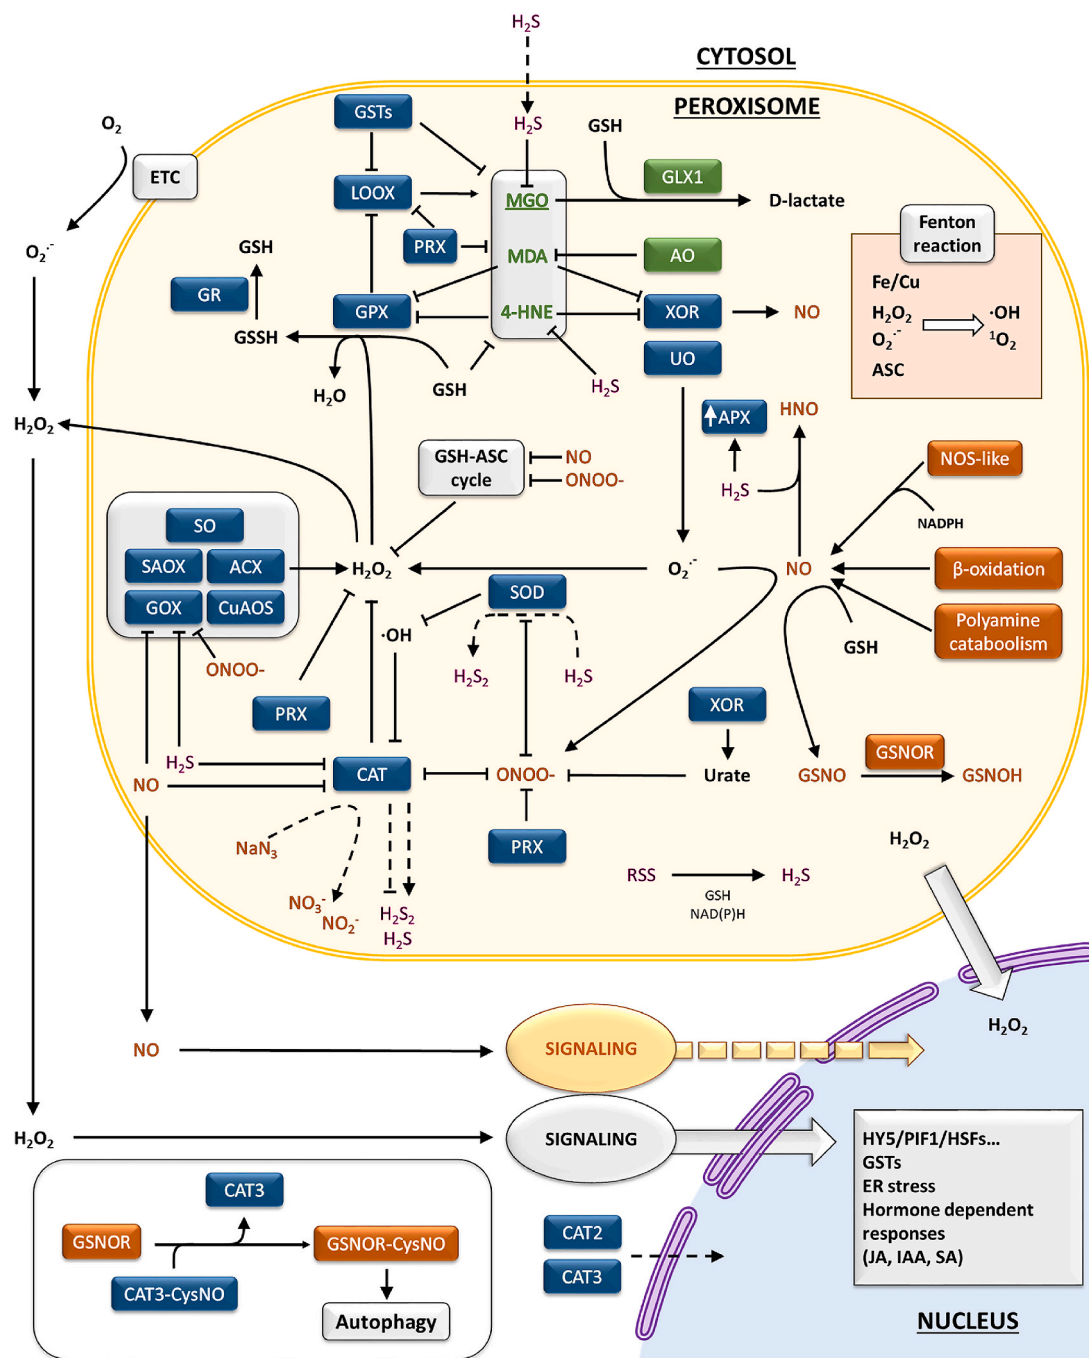 H₂S
CYTOSOL
PEROXISOME
GSTs
O₂
H₂S
GSH
ETC
LOOX
MGO
GLX1
D-lactate
Fenton
reaction
O₂·⁻
GSH
PRX
MDA
AO
Fe/Cu
GR
GPX
4-HNE
XOR
NO
H₂O₂
·OH
O₂·⁻
¹O₂
GSSH
UO
ASC
H₂O
GSH
H₂S
H₂O₂
APX
HNO
GSH-ASC
cycle
NO
ONOO-
NOS-like
H₂S
NADPH
SO
SAOX
ACX
H₂O₂
O₂·⁻
NO
β-oxidation
GOX
CuAOS
SOD
·OH
Polyamine
cataboolism
GSH
ONOO-
H₂S₂
H₂S
PRX
XOR
H₂S
CAT
ONOO-
Urate
GSNO
GSNOR
GSNOH
NO
NaN₃
PRX
H₂O₂
RSS
H₂S
GSH
NAD(P)H
NO₃⁻
NO₂⁻
H₂S₂
H₂S
H₂O₂
NO
SIGNALING
H₂O₂
SIGNALING
HY5/PIF1/HSFs...
GSTs
ER stress
Hormone dependent
responses
(JA, IAA, SA)
CAT3
GSNOR
GSNOR-CysNO
CAT3-CysNO
Autophagy
CAT2
CAT3
NUCLEUS